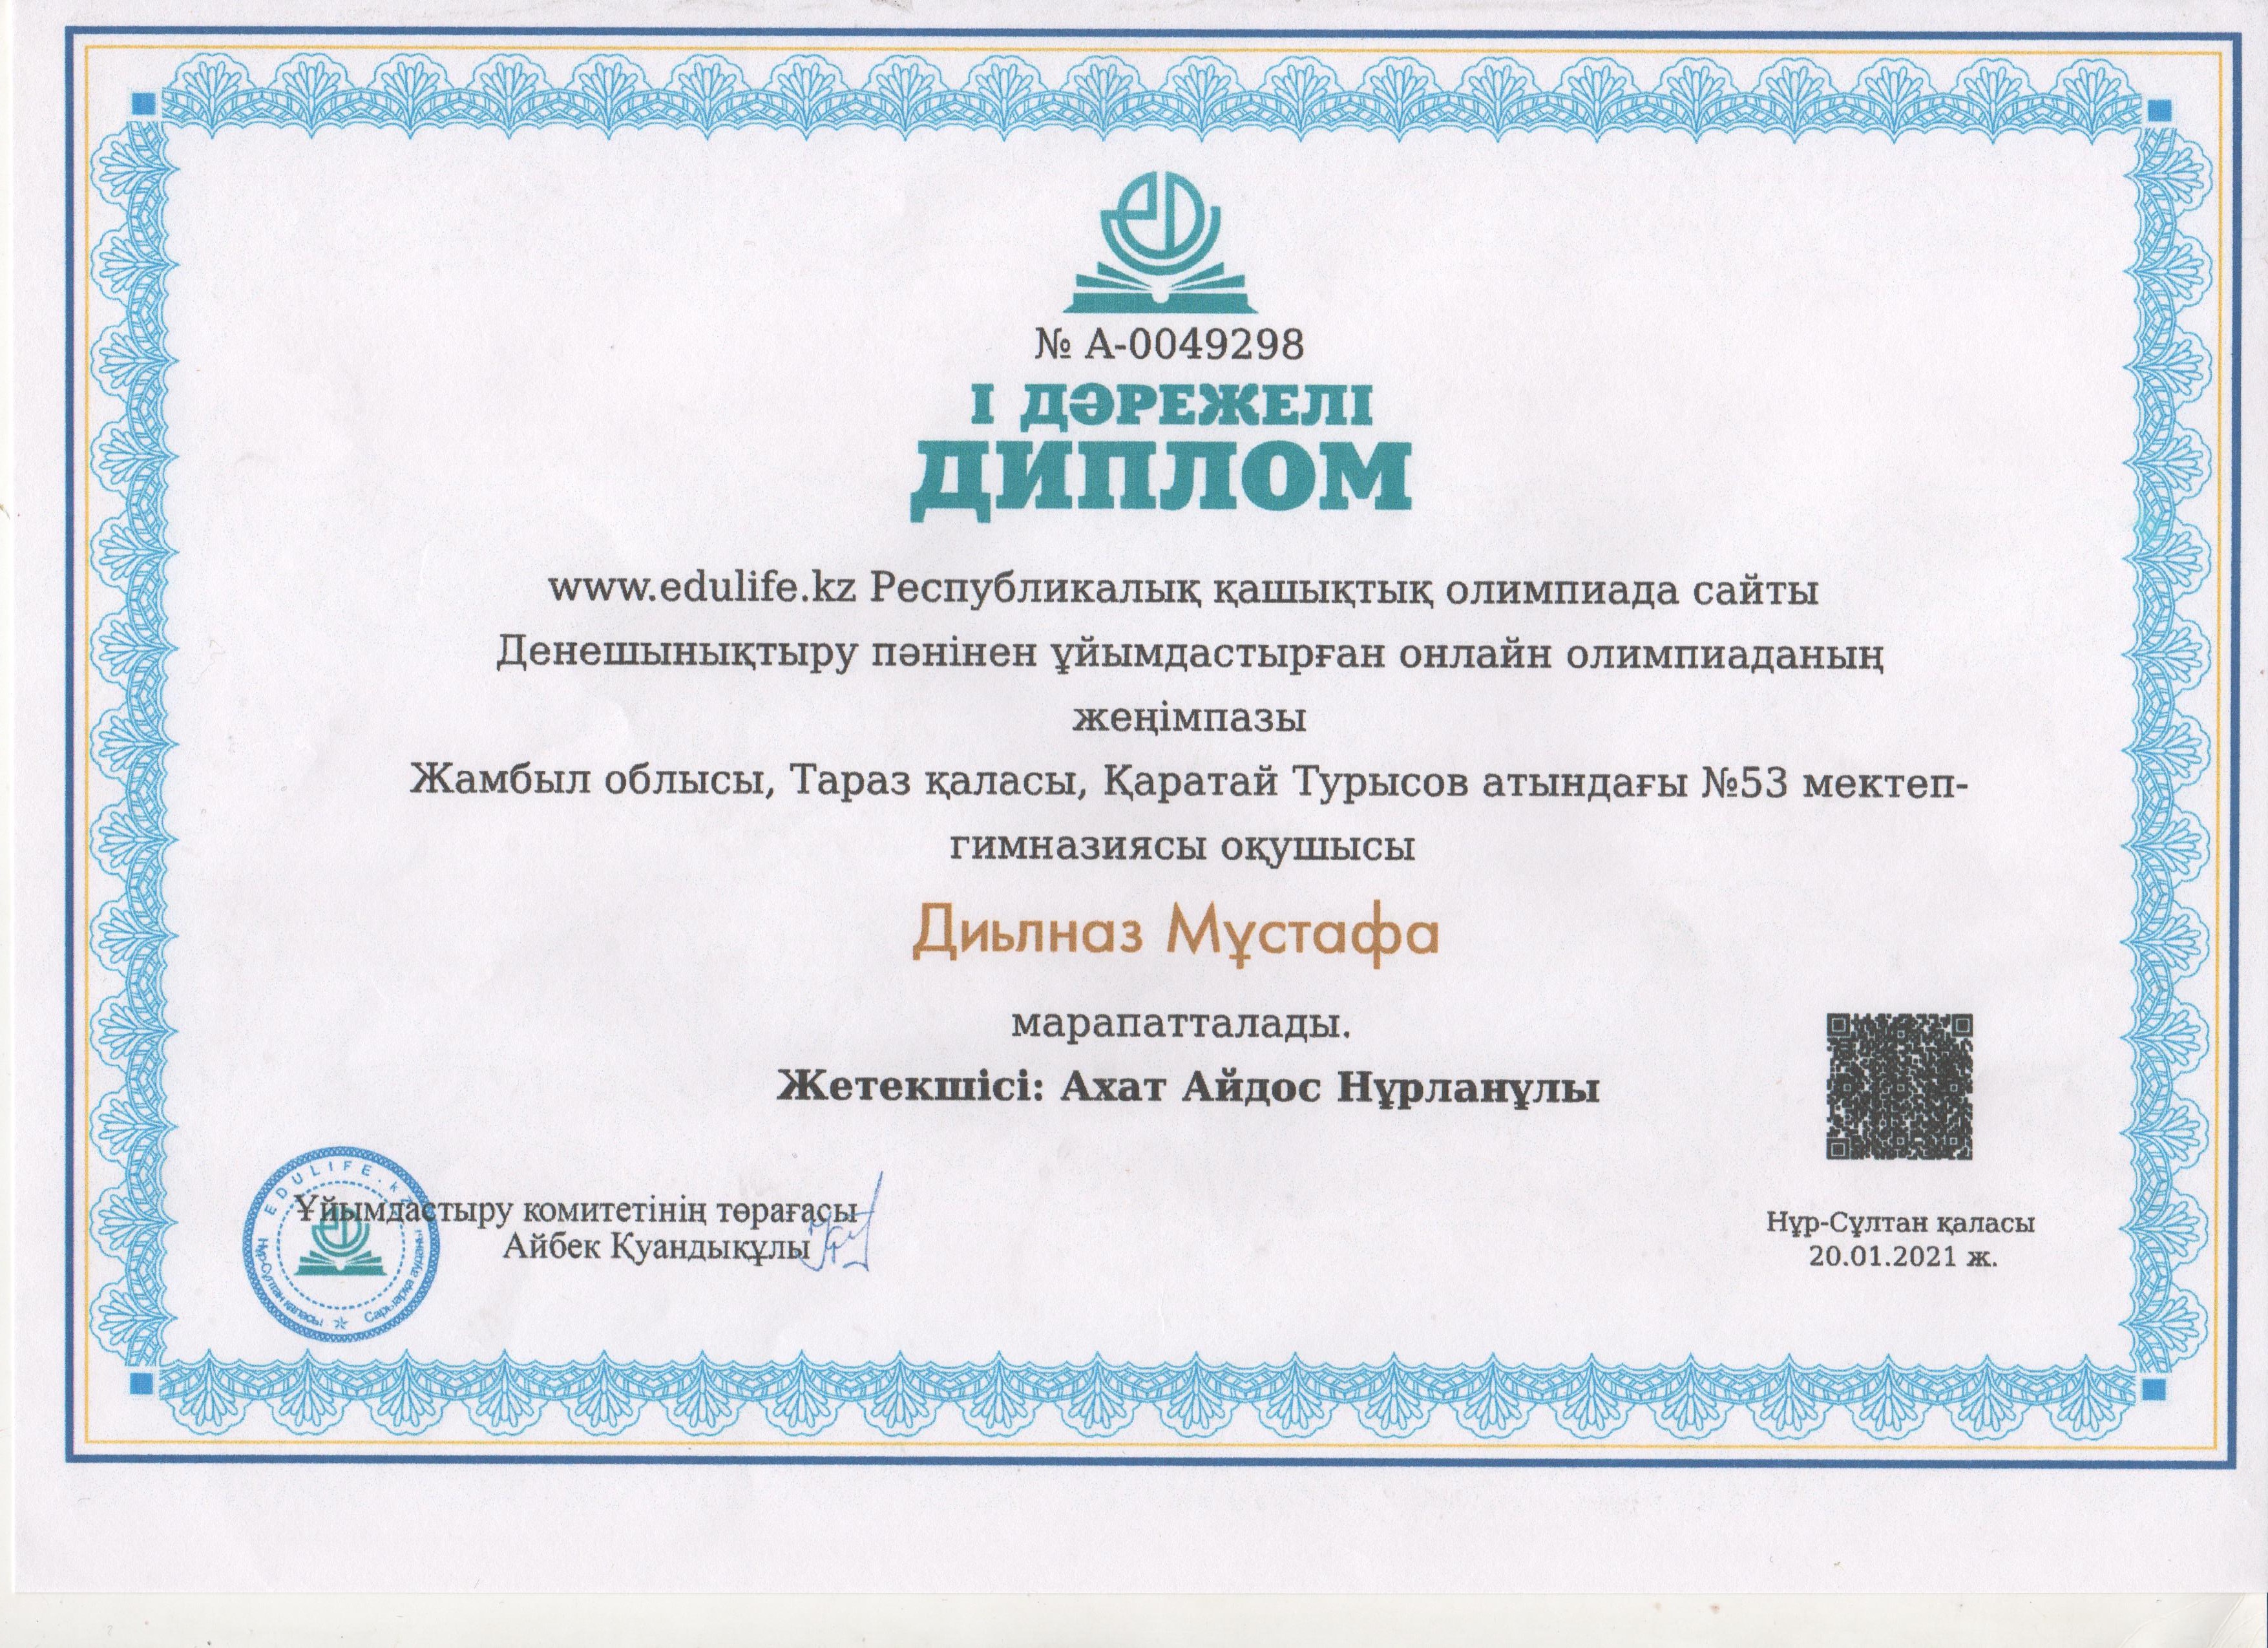 № А-0049298
І ДӘРЕЖЕЛІ
ДИПЛОМ
www.edulife.kz Республикалық қашықтық олимпиада сайты
Денешынықтыру пәнінен ұйымдастырған онлайн олимпиаданың
жеңімпазы
Жамбыл облысы, Тараз қаласы, Қаратай Турысов атындағы №53 мектеп-
гимназиясы оқушысы
Диьлназ Мұстафа
марапатталады.
Жетекшісі: Ахат Айдос Нұрланұлы
EDULIFE.kz
Нұр-Сұлтан қаласы
Сарыарқа ауданы
Ұйымдастыру комитетінің төрағасы
Айбек Қуандықұлы
Нұр-Сұлтан қаласы
20.01.2021 ж.